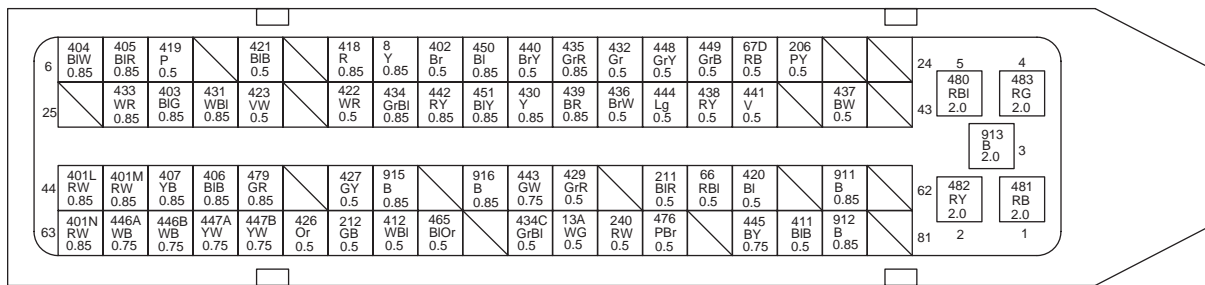 404 405 419 421 418 8 402 450 440 435 432 448 449 67D 206
BlW BlR P BlB R Y Br Bl BrY GrR Gr GrY GrB RB PY
6 0.85 0.85 0.5 0.5 0.85 0.85 0.5 0.85 0.5 0.85 0.5 0.5 0.5 0.5 0.5 24
433 403 431 423 422 434 442 451 430 439 436 444 438 441 437
WR BlG WBl VW WR GrBl RY BlY Y BR BrW Lg RY V BW
25 0.85 0.85 0.85 0.5 0.5 0.85 0.85 0.85 0.85 0.85 0.5 0.5 0.5 0.5 0.5 43
401L 401M 407 406 479 427 915 916 443 429 211 66 420 911
RW RW YB BlB GR GY B B GW GrR BlR RBl Bl B
44 0.85 0.85 0.85 0.85 0.85 0.5 0.85 0.85 0.75 0.5 0.5 0.5 0.5 0.85 62
401N 446A 446B 447A 447B 426 212 412 465 434C 13A 240 476 445 411 912
RW WB WB YW YW Or GB WBl BlOr GrBl WG RW PBr BY BlB B
63 0.85 0.75 0.75 0.75 0.75 0.5 0.5 0.5 0.5 0.5 0.5 0.5 0.5 0.75 0.5 0.85 81
5 4
480 483
RBl RG
2.0 2.0
913
B
2.0 3
482 481
RY RB
2.0 2.0
2 1